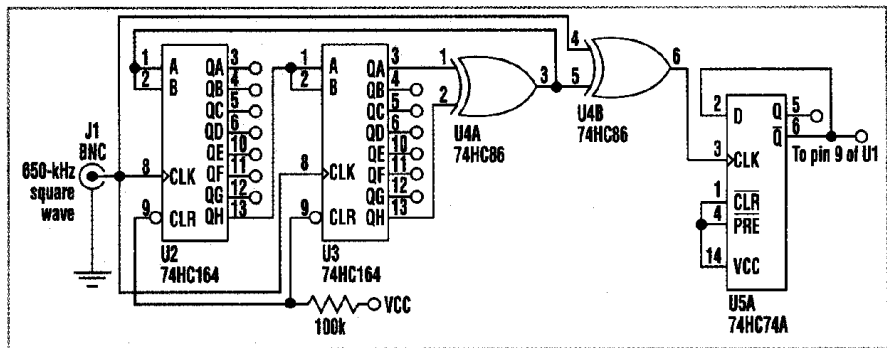 J1
BNC
650-kHz
square
wave
1 A QA 3
2 B QB 4
QC 5
QD 6
QE 10
8 CLK QF 11
QG 12
9 CLR QH 13
U2
74HC164
1 A QA 3
2 B QB 4
QC 5
QD 6
QE 10
8 CLK QF 11
QG 12
9 CLR QH 13
U3
74HC164
100k
VCC
1
2
3
U4A
74HC86
4
5
6
U4B
74HC86
2 D Q 5
Q 6
3 CLK
1 CLR
4 PRE
14 VCC
U5A
74HC74A
To pin 9 of U1